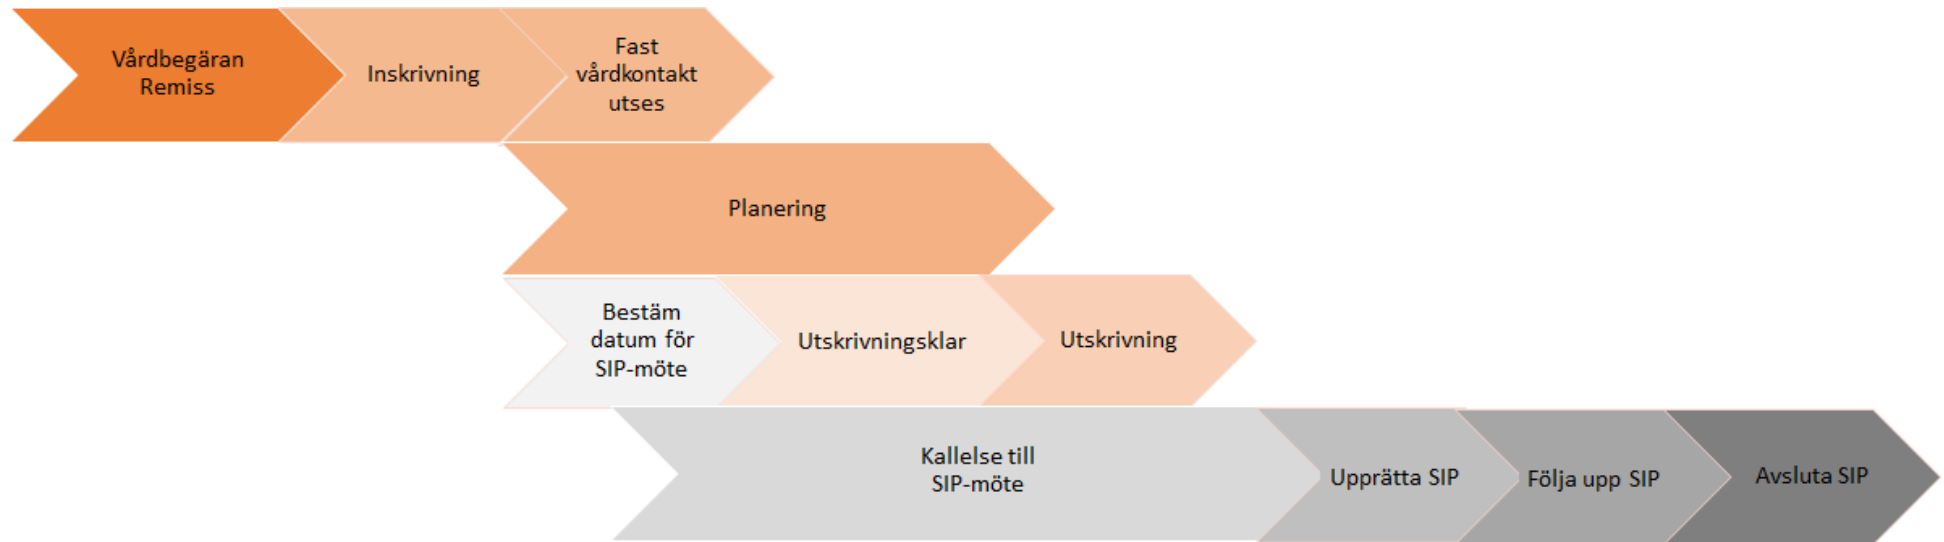 Vårdbegäran
Remiss
Inskrivning
Fast
vårdkontakt
utses
Planering
Bestäm
datum för
SIP-möte
Utskrivningsklar
Utskrivning
Kallelse till
SIP-möte
Upprätta SIP
Följa upp SIP
Avsluta SIP